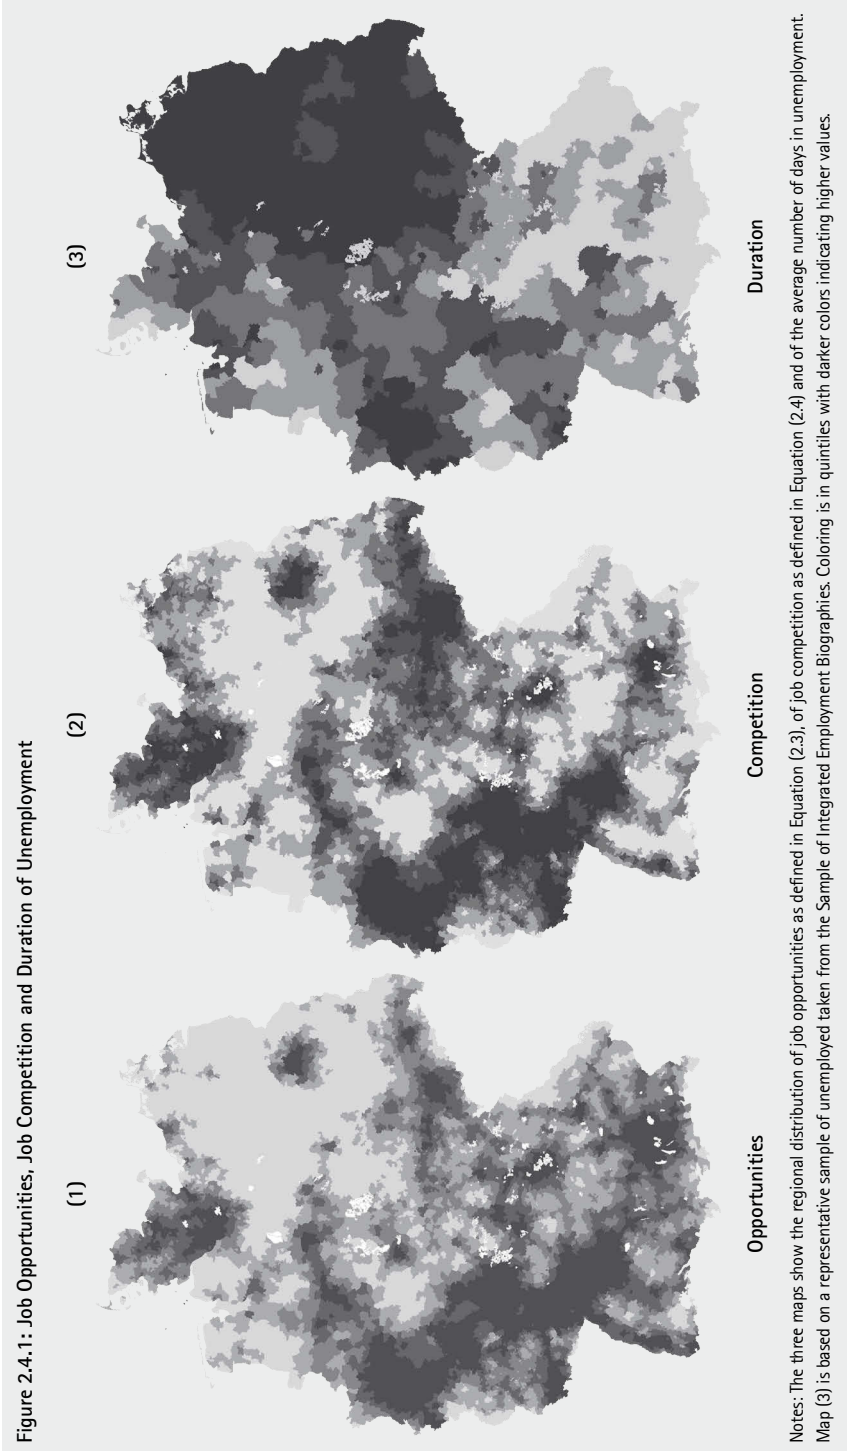 Figure 2.4.1: Job Opportunities, Job Competition and Duration of Unemployment
(1)
(2)
(3)
Opportunities
Competition
Duration
Notes: The three maps show the regional distribution of job opportunities as defined in Equation (2.3), of job competition as defined in Equation (2.4) and of the average number of days in unemployment.
Map (3) is based on a representative sample of unemployed taken from the Sample of Integrated Employment Biographies. Coloring is in quintiles with darker colors indicating higher values.